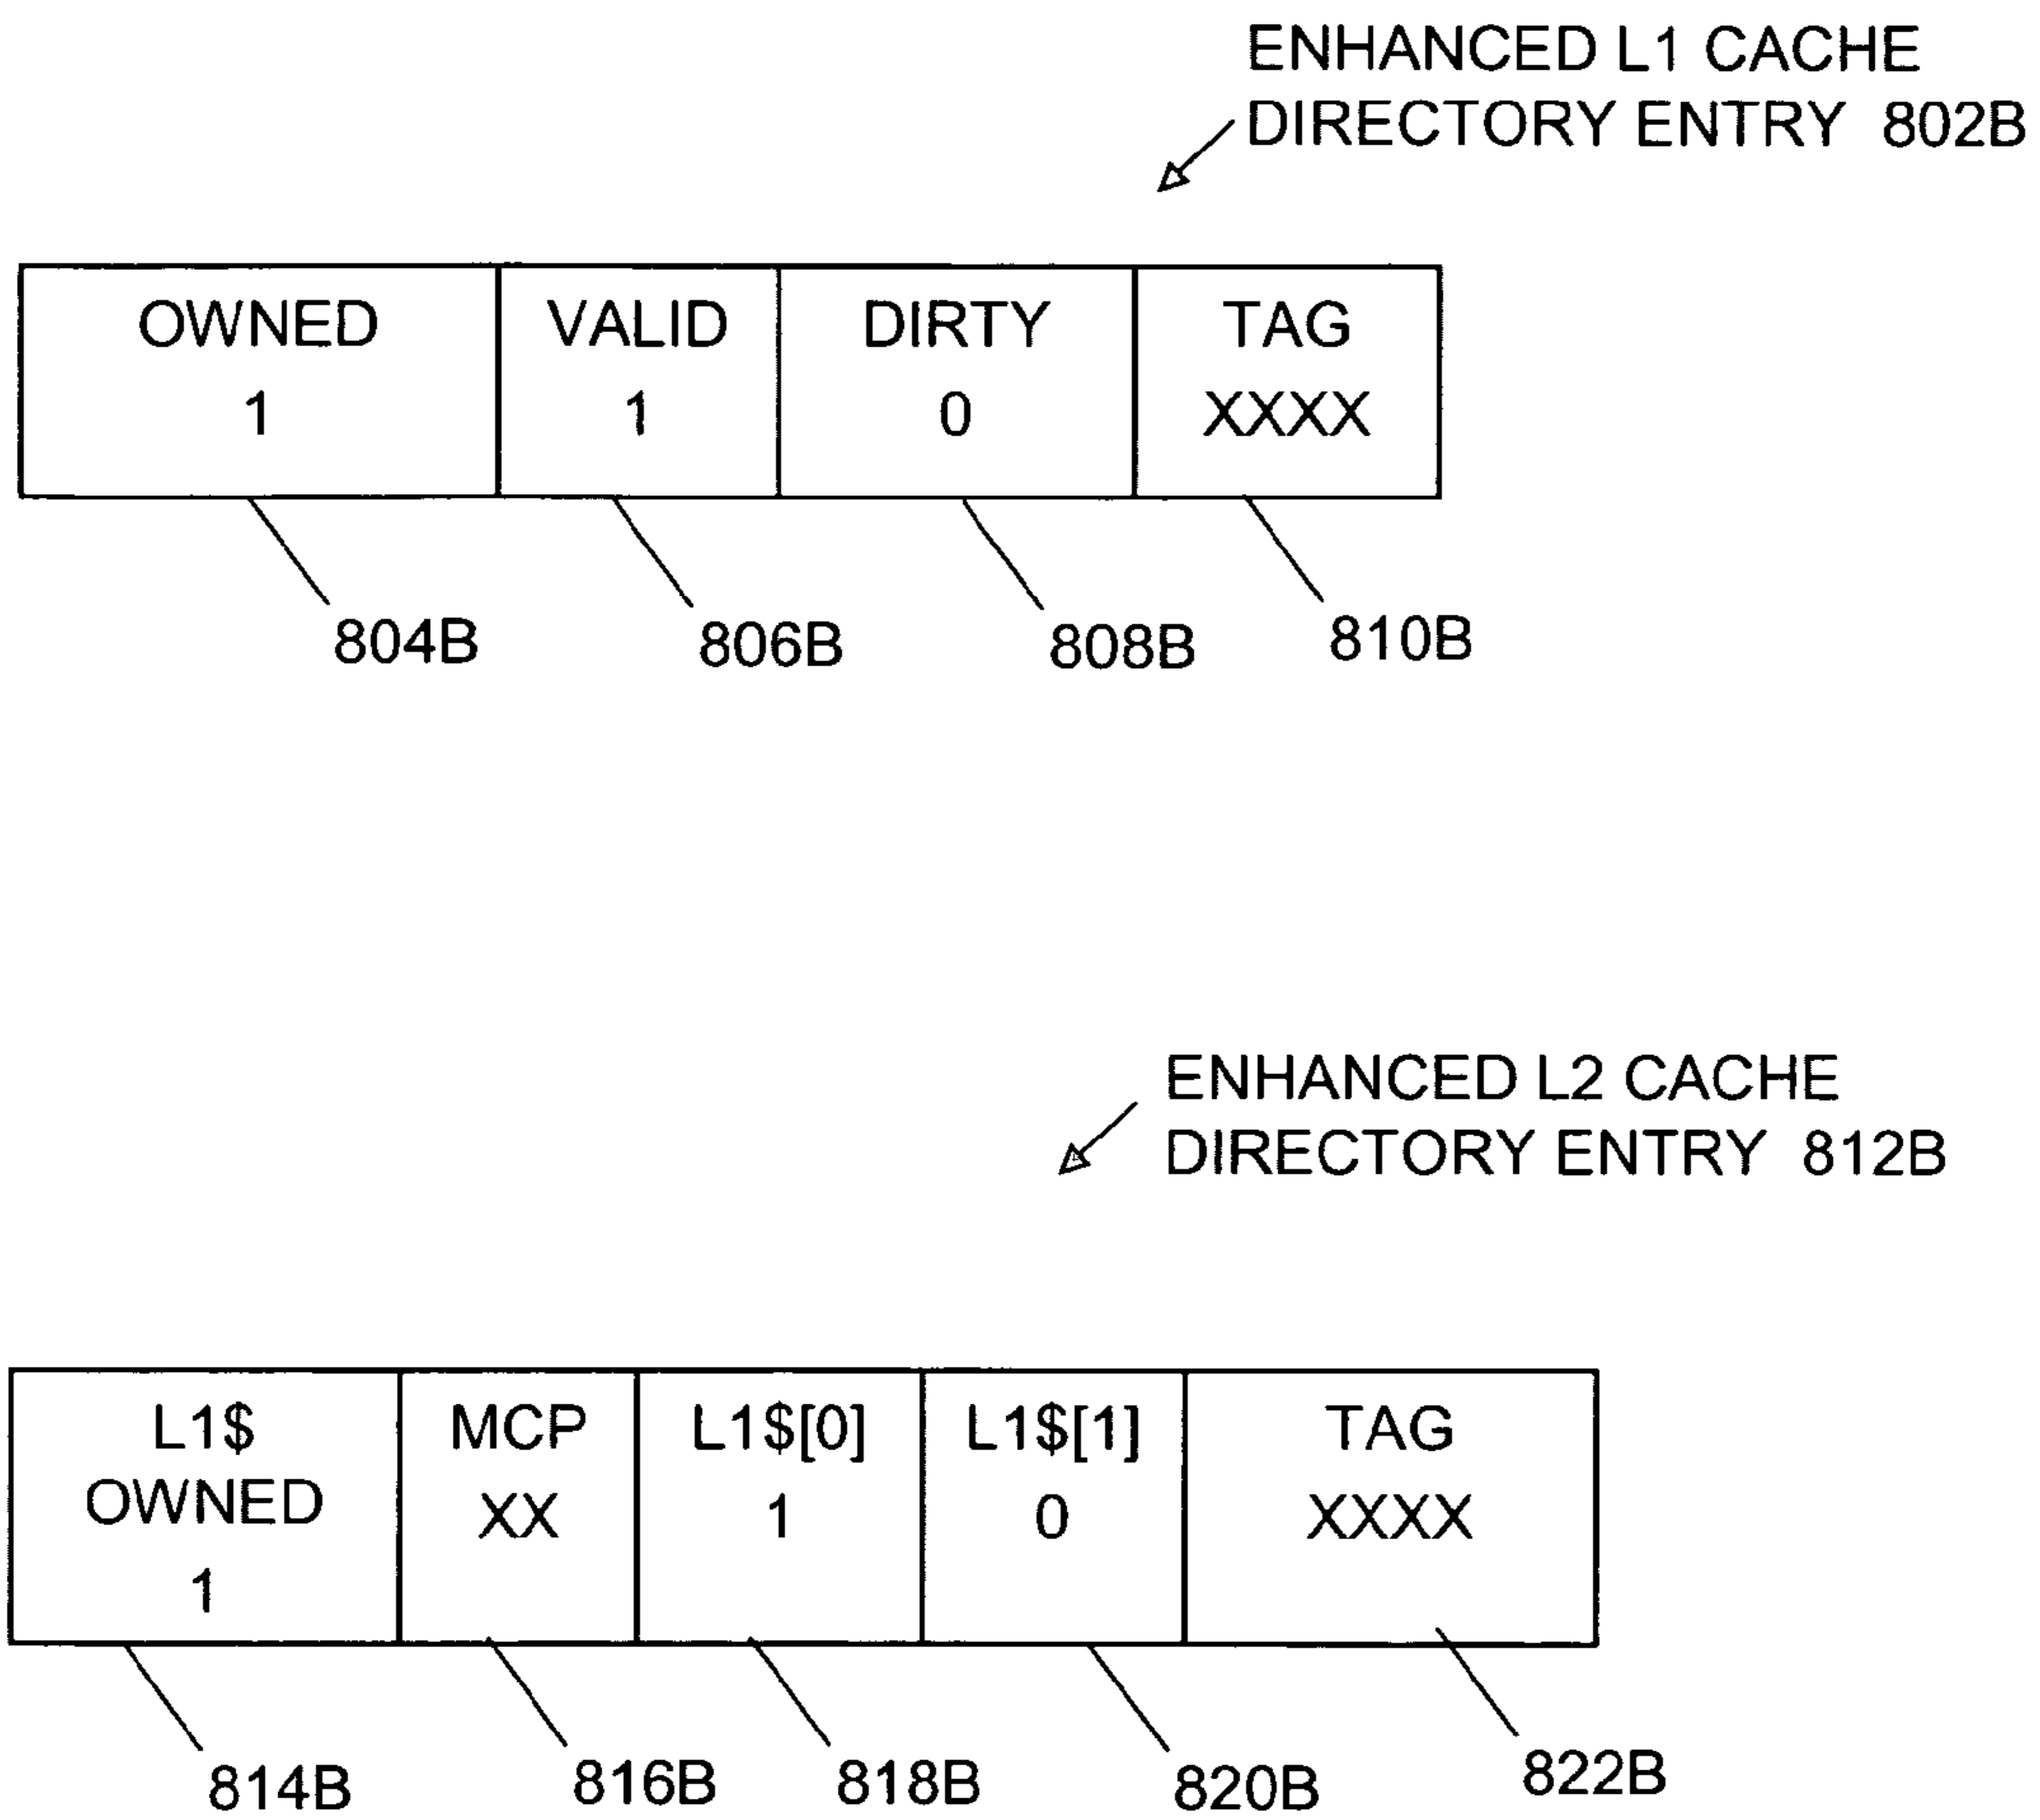 ENHANCED L1 CACHE
DIRECTORY ENTRY 802B
OWNED VALID DIRTY TAG
1 1 0 XXXX
804B 806B 808B 810B
ENHANCED L2 CACHE
DIRECTORY ENTRY 812B
L1$ MCP L1$[0] L1$[1] TAG
OWNED XX 1 0 XXXX
1
814B 816B 818B 820B 822B